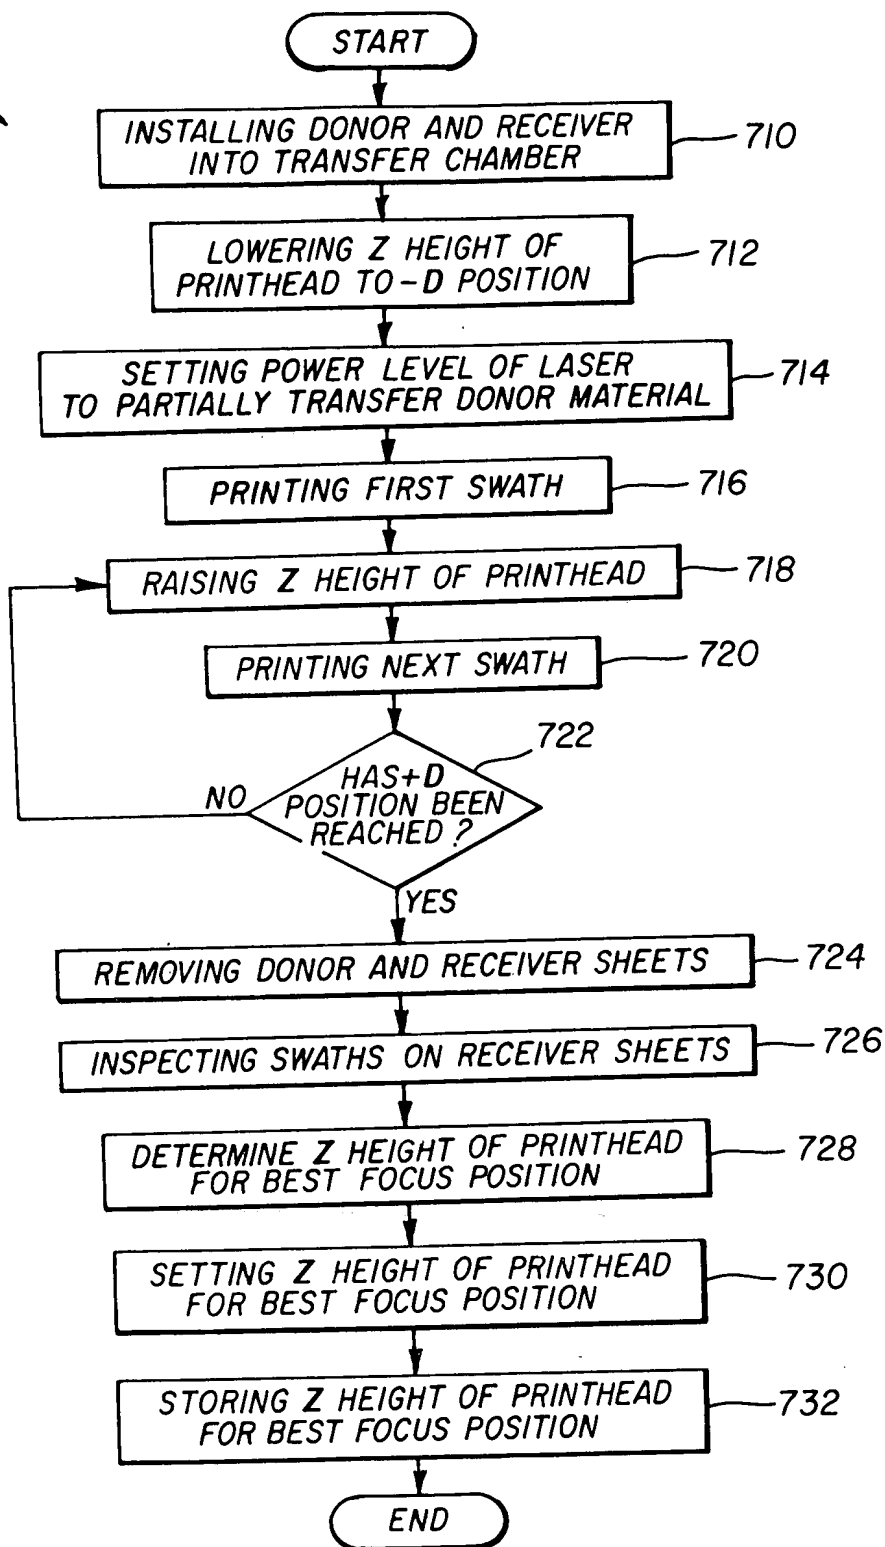 START
INSTALLING DONOR AND RECEIVER
INTO TRANSFER CHAMBER
710
LOWERING Z HEIGHT OF
PRINTHEAD TO-D POSITION
712
SETTING POWER LEVEL OF LASER
TO PARTIALLY TRANSFER DONOR MATERIAL
714
PRINTING FIRST SWATH
716
RAISING Z HEIGHT OF PRINTHEAD
718
PRINTING NEXT SWATH
720
722
HAS+D
POSITION BEEN
REACHED ?
NO
YES
REMOVING DONOR AND RECEIVER SHEETS
724
INSPECTING SWATHS ON RECEIVER SHEETS
726
DETERMINE Z HEIGHT OF PRINTHEAD
FOR BEST FOCUS POSITION
728
SETTING Z HEIGHT OF PRINTHEAD
FOR BEST FOCUS POSITION
730
STORING Z HEIGHT OF PRINTHEAD
FOR BEST FOCUS POSITION
732
END